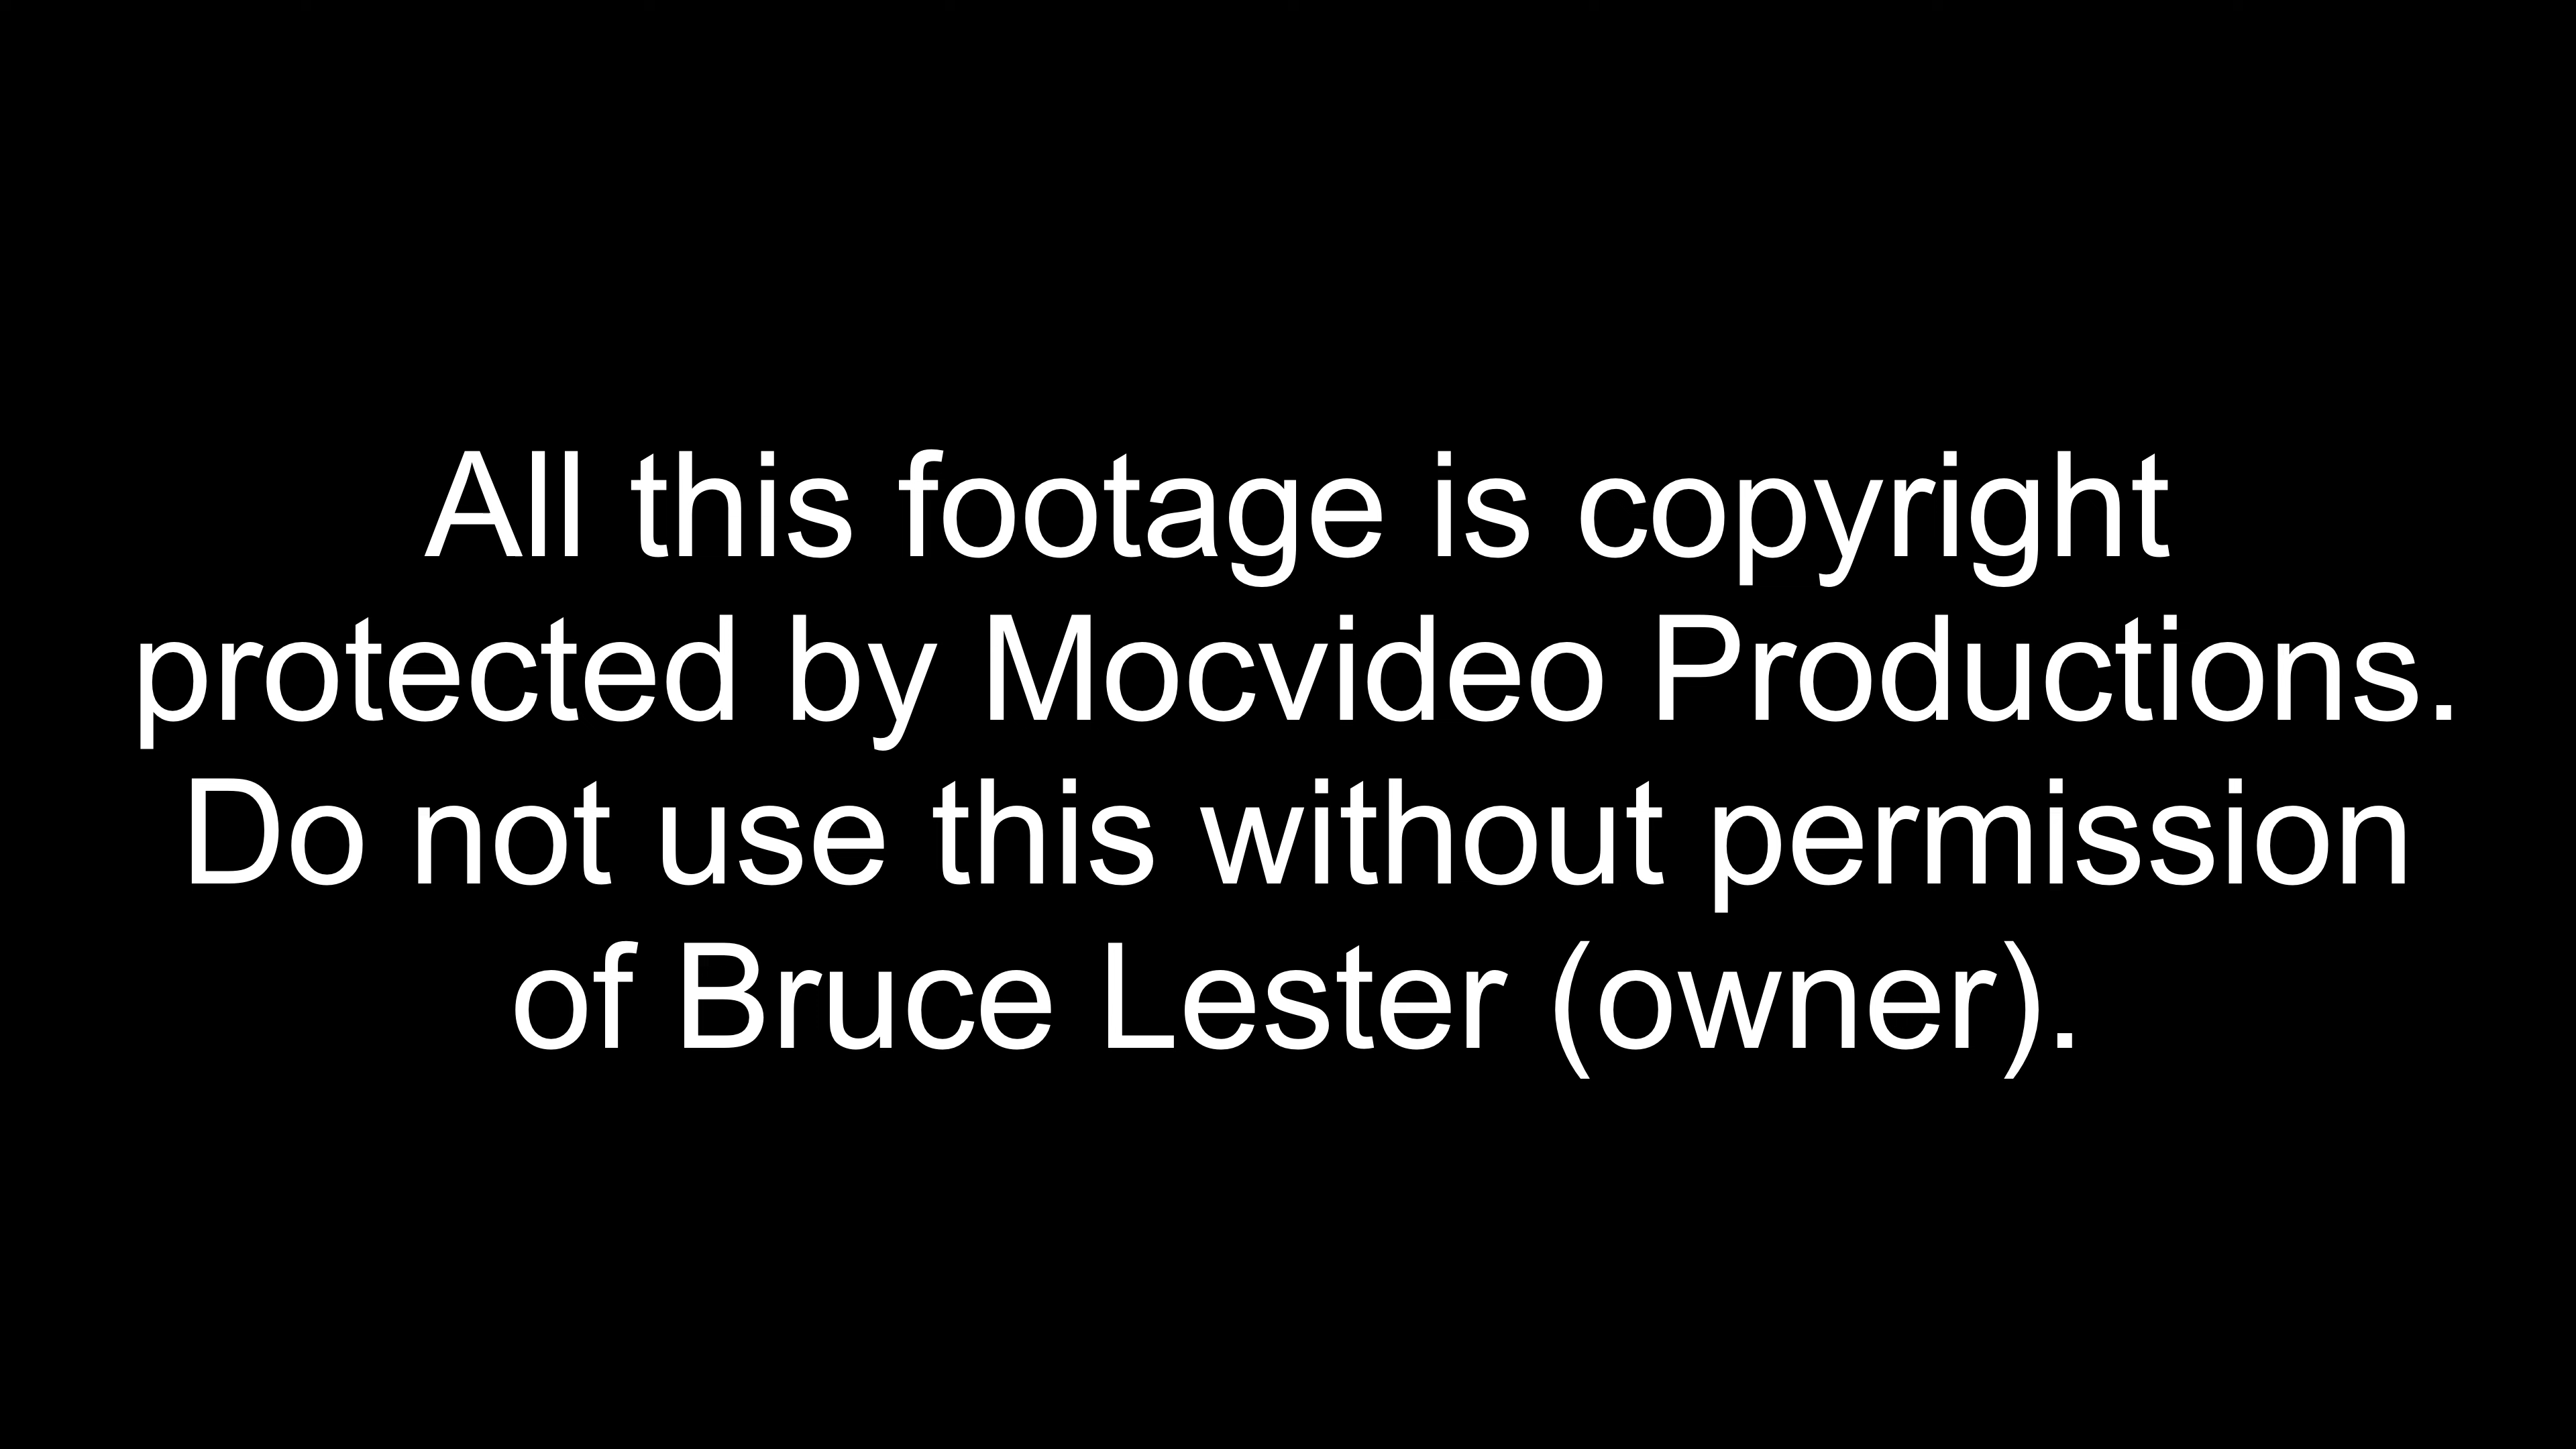 All this footage is copyright
protected by Mocvideo Productions.
Do not use this without permission
of Bruce Lester (owner).